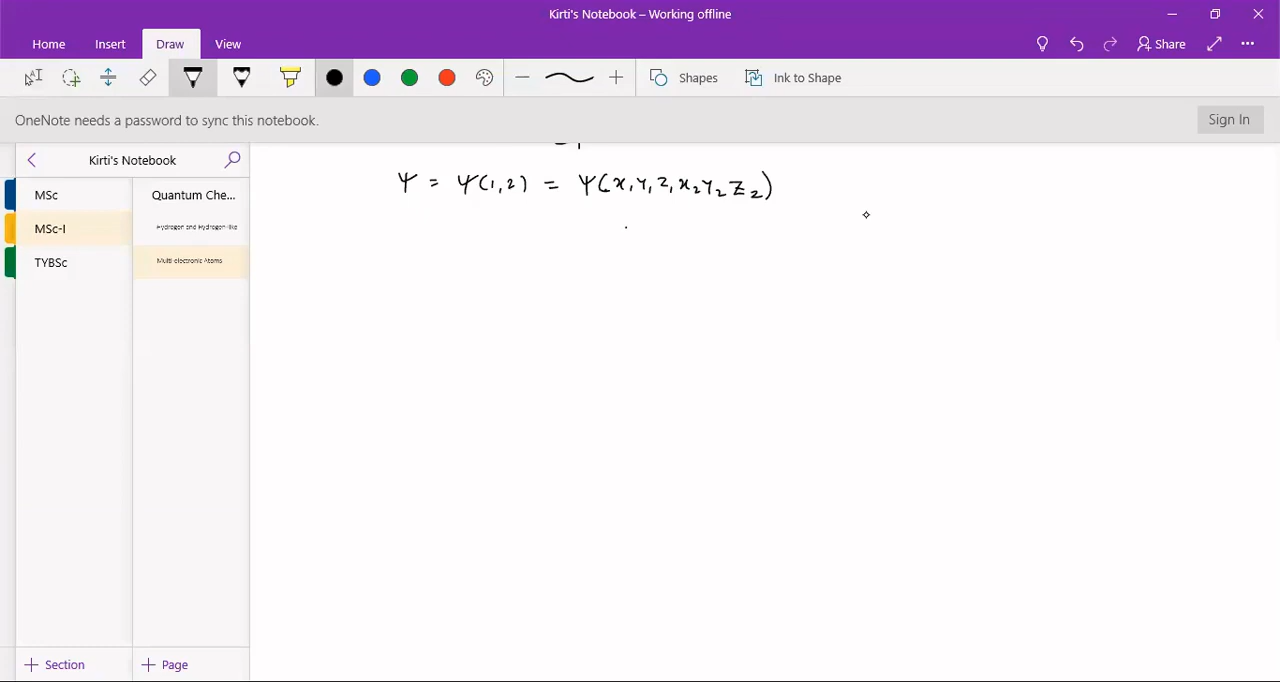 Kirti's Notebook – Working offline
Home Insert Draw View Share
Shapes Ink to Shape
OneNote needs a password to sync this notebook. Sign In
Kirti's Notebook
MSc
MSc-I
TYBSc
Quantum Che...
Hydrogen and Hydrogen-like
Multi electronic Atoms
Ψ = Ψ(1,2) = Ψ(x₁y₁z₁x₂y₂z₂)
+ Section + Page